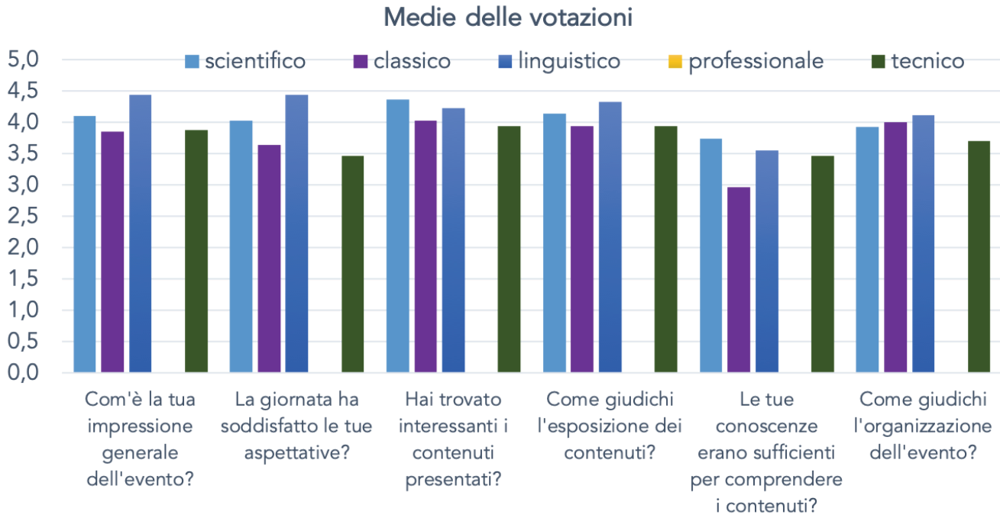 Medie delle votazioni
scientifico classico linguistico professionale tecnico
5,0
4,5
4,0
3,5
3,0
2,5
2,0
1,5
1,0
0,5
0,0
Com'è la tua
impressione
generale
dell'evento?
La giornata ha
soddisfatto le tue
aspettative?
Hai trovato
interessanti i
contenuti
presentati?
Come giudichi
l'esposizione dei
contenuti?
Le tue
conoscenze
erano sufficienti
per comprendere
i contenuti?
Come giudichi
l'organizzazione
dell'evento?